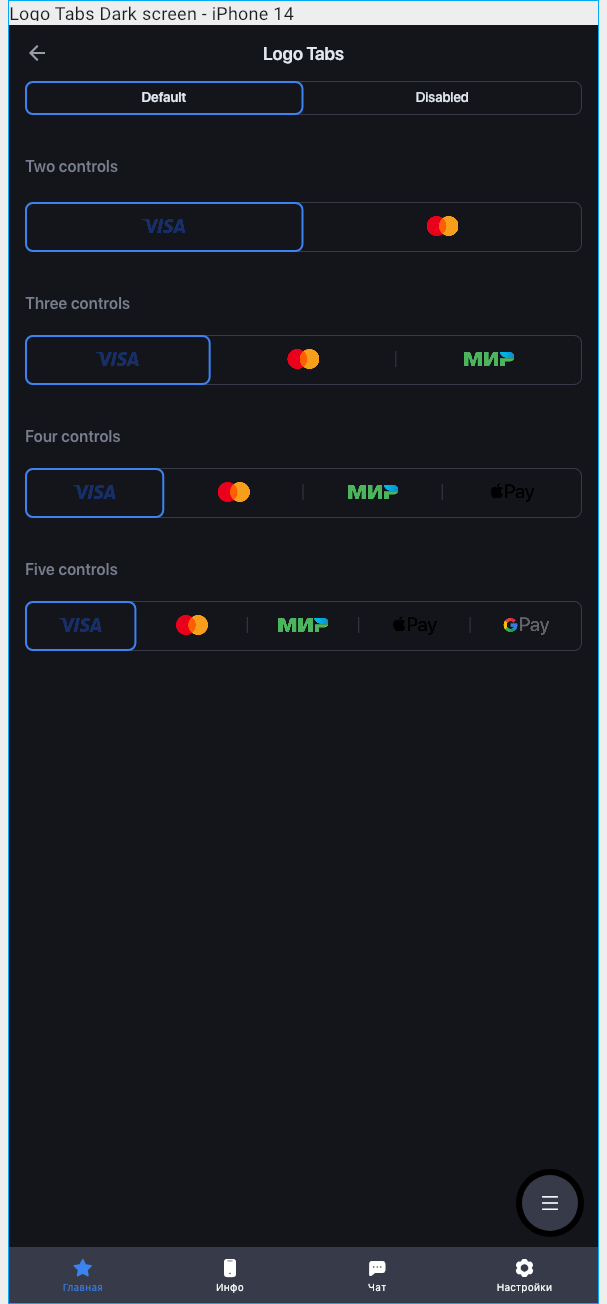 Logo Tabs Dark screen - iPhone 14
Logo Tabs
Default Disabled
Two controls
VISA
Three controls
VISA МИР
Four controls
VISA МИР Pay
Five controls
VISA МИР Pay G Pay
Главная Инфо Чат Настройки